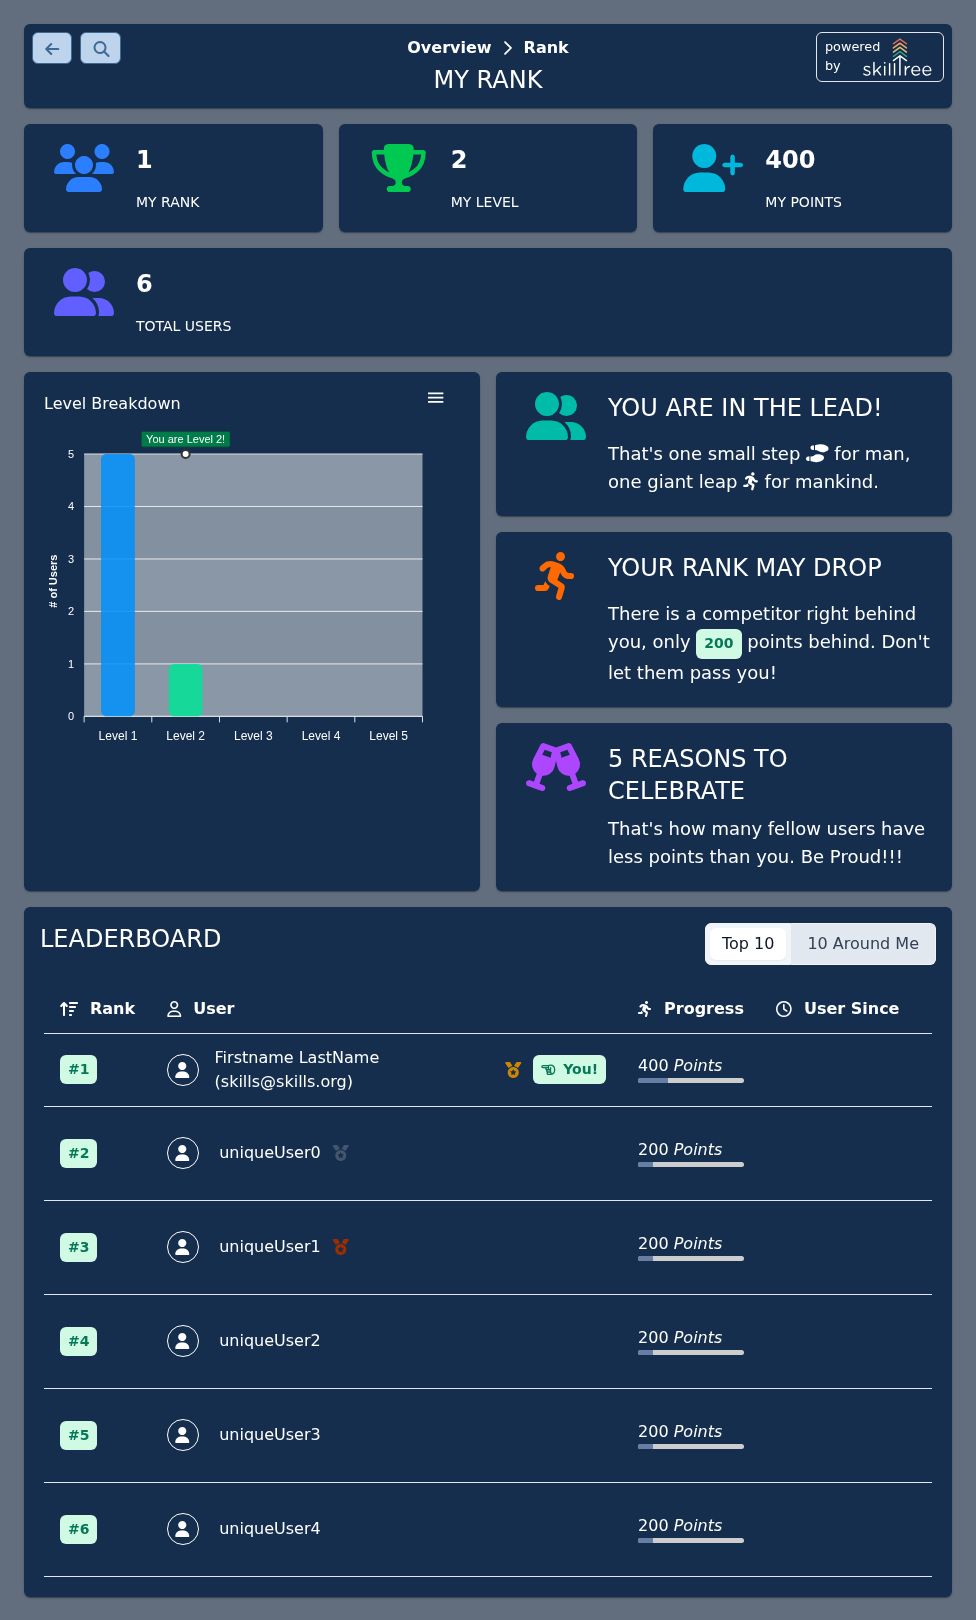 Overview > Rank
MY RANK
powered
by
skilltree
1
MY RANK
2
MY LEVEL
400
MY POINTS
6
TOTAL USERS
Level Breakdown
You are Level 2!
5
4
3
2
1
0
# of Users
Level 1 Level 2 Level 3 Level 4 Level 5
YOU ARE IN THE LEAD!
That's one small step for man,
one giant leap for mankind.
YOUR RANK MAY DROP
There is a competitor right behind
you, only 200 points behind. Don't
let them pass you!
5 REASONS TO
CELEBRATE
That's how many fellow users have
less points than you. Be Proud!!!
LEADERBOARD
Top 10 10 Around Me
Rank User Progress User Since
#1 Firstname LastName
(skills@skills.org) You! 400 Points
#2 uniqueUser0 200 Points
#3 uniqueUser1 200 Points
#4 uniqueUser2 200 Points
#5 uniqueUser3 200 Points
#6 uniqueUser4 200 Points